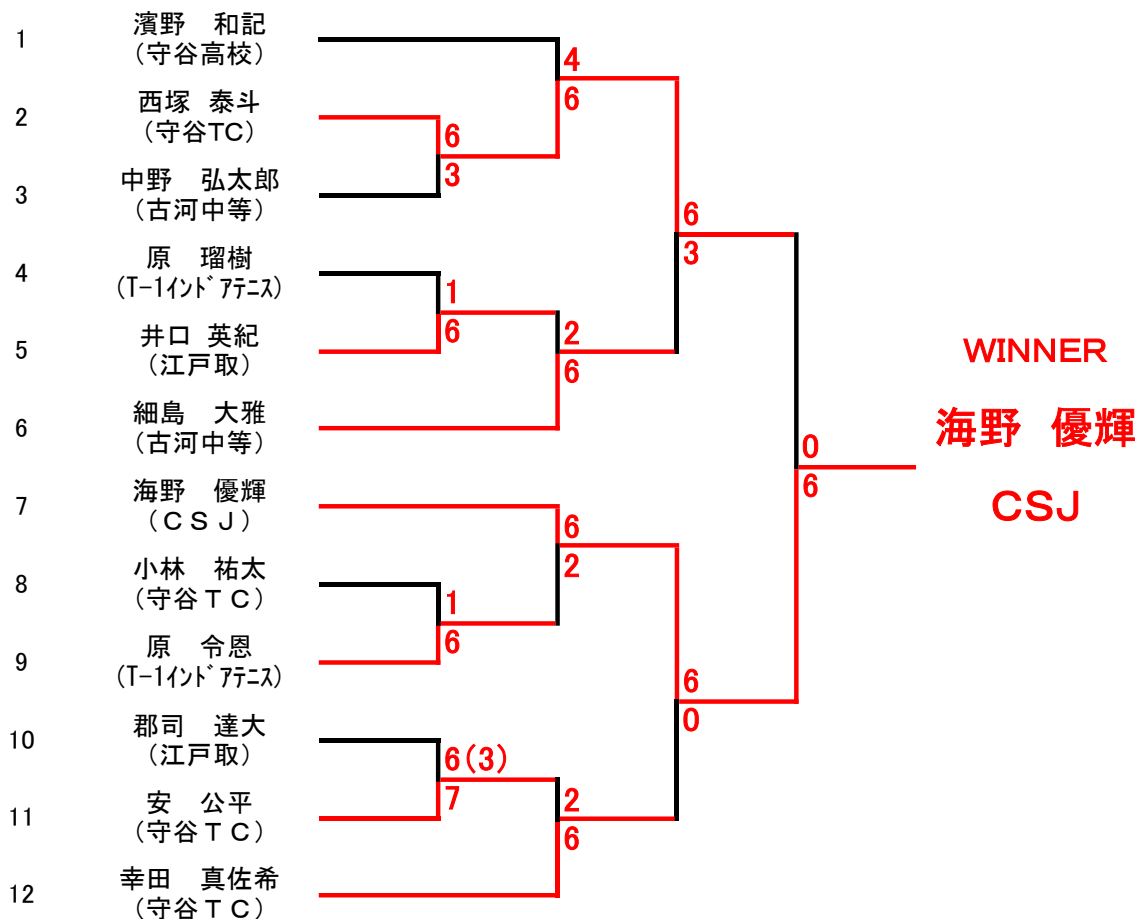 1
濱野 和記
(守谷高校)
2
西塚 泰斗
(守谷TC)
3
中野 弘太郎
(古河中等)
4
原 瑠樹
(T-1インドアテニス)
5
井口 英紀
(江戸取)
6
細島 大雅
(古河中等)
7
海野 優輝
(CSJ)
8
小林 祐太
(守谷TC)
9
原 令恩
(T-1インドアテニス)
10
郡司 達大
(江戸取)
11
安 公平
(守谷TC)
12
幸田 真佐希
(守谷TC)
6
3
1
6
1
6
6(3)
7
4
6
2
6
6
2
2
6
6
3
6
0
0
6
WINNER
海野 優輝
CSJ